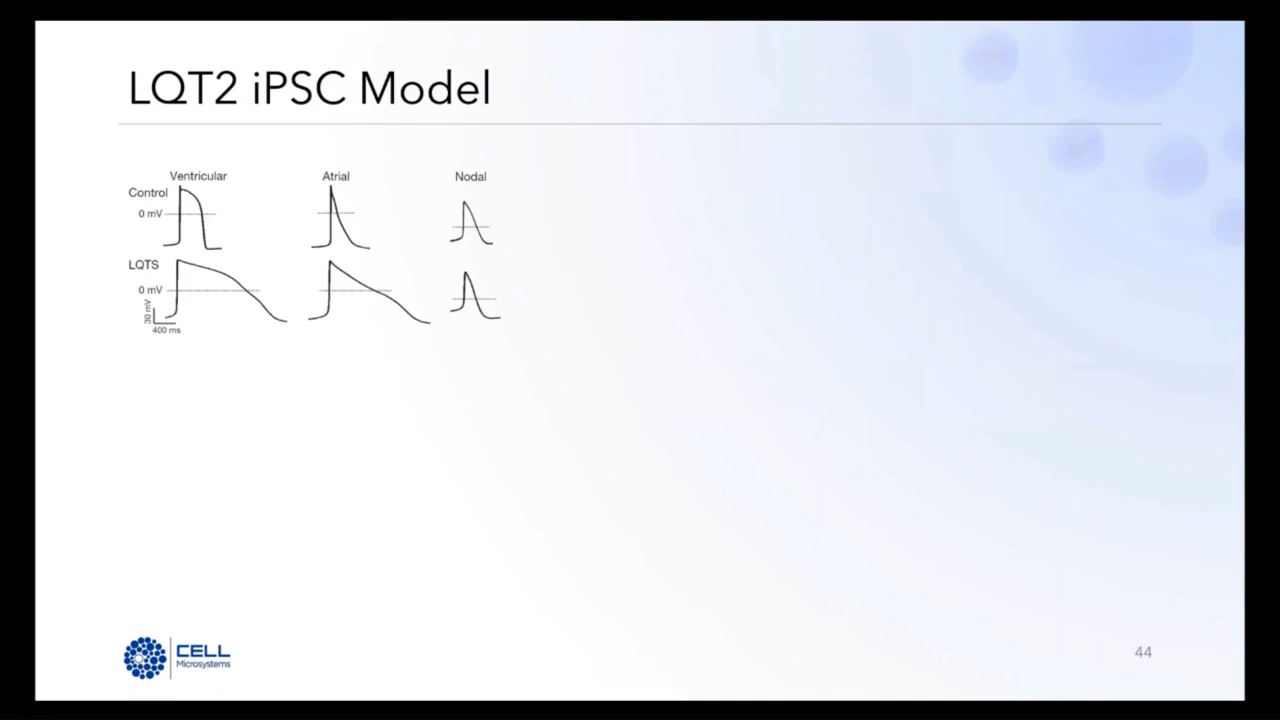 LQT2 iPSC Model
Ventricular Atrial Nodal
Control
0 mV
LQTS
0 mV
30 mV
400 ms
CELL
Microsystems
44